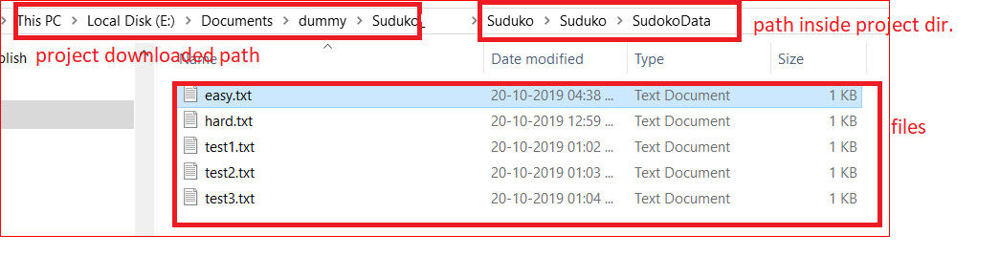 This PC > Local Disk (E:) > Documents > dummy > Suduko_ > Suduko > Suduko > SudokoData
path inside project dir.
blish
project downloaded path
Name Date modified Type Size
easy.txt 20-10-2019 04:38 ... Text Document 1 KB
hard.txt 20-10-2019 12:59 ... Text Document 1 KB
files
test1.txt 20-10-2019 01:02 ... Text Document 1 KB
test2.txt 20-10-2019 01:03 ... Text Document 1 KB
test3.txt 20-10-2019 01:04 ... Text Document 1 KB